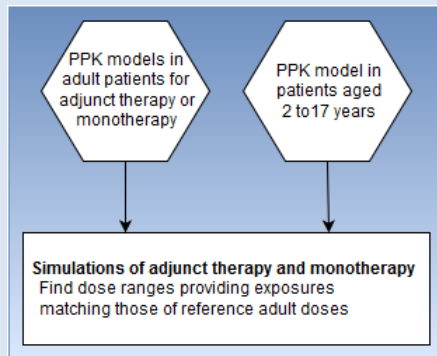 PPK models in
adult patients for
adjunct therapy or
monotherapy
PPK model in
patients aged
2 to17 years
Simulations of adjunct therapy and monotherapy
Find dose ranges providing exposures
matching those of reference adult doses